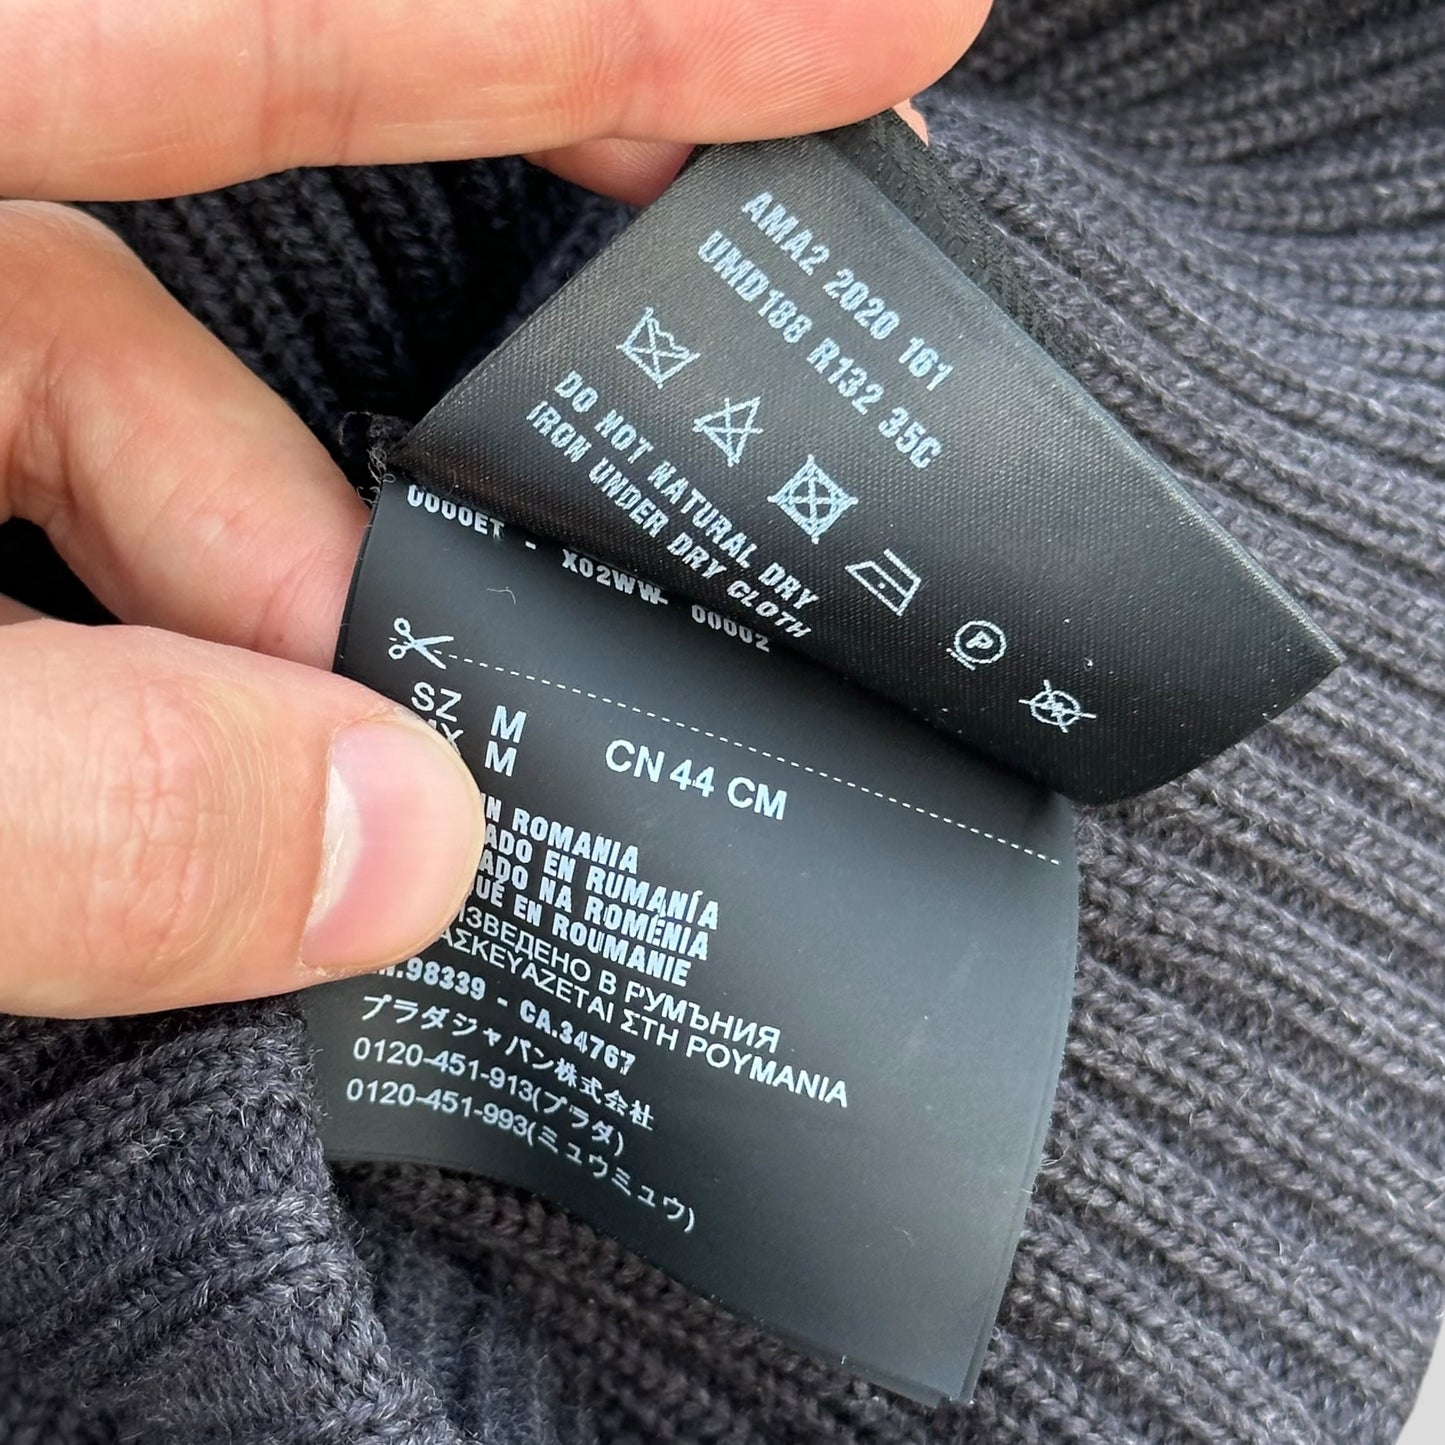 AMA2 2020 161
UMD188 R132 35C
DO NOT NATURAL DRY
IRON UNDER DRY CLOTH
P
0000ET - X02WW- 00002
SZ M
M CN 44 CM
IN ROMANIA
EN RUMANÍA
NA ROMÉNIA
EN ROUMANIE
В РУМЪНИЯ
ΣΤΗ ΡΟΥΜΑΝΙΑ
.98339 - CA.34767
プラダジャパン株式会社
0120-451-913(プラダ)
0120-451-993(ミュウミュウ)